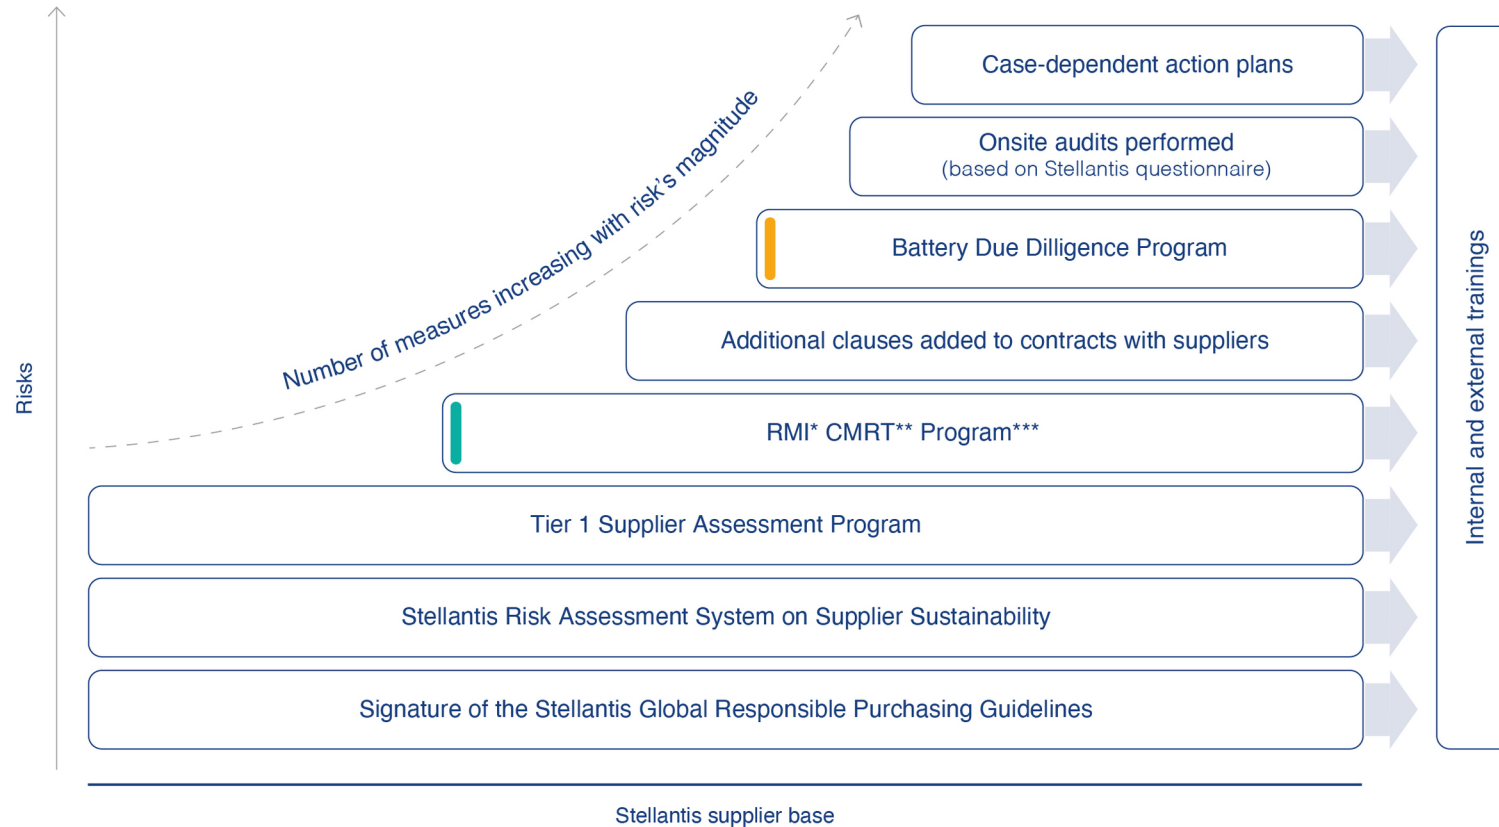 Case-dependent action plans
Onsite audits performed
(based on Stellantis questionnaire)
Battery Due Dilligence Program
Additional clauses added to contracts with suppliers
RMI* CMRT** Program***
Tier 1 Supplier Assessment Program
Stellantis Risk Assessment System on Supplier Sustainability
Signature of the Stellantis Global Responsible Purchasing Guidelines
Number of measures increasing with risk's magnitude
Risks
Stellantis supplier base
Internal and external trainings